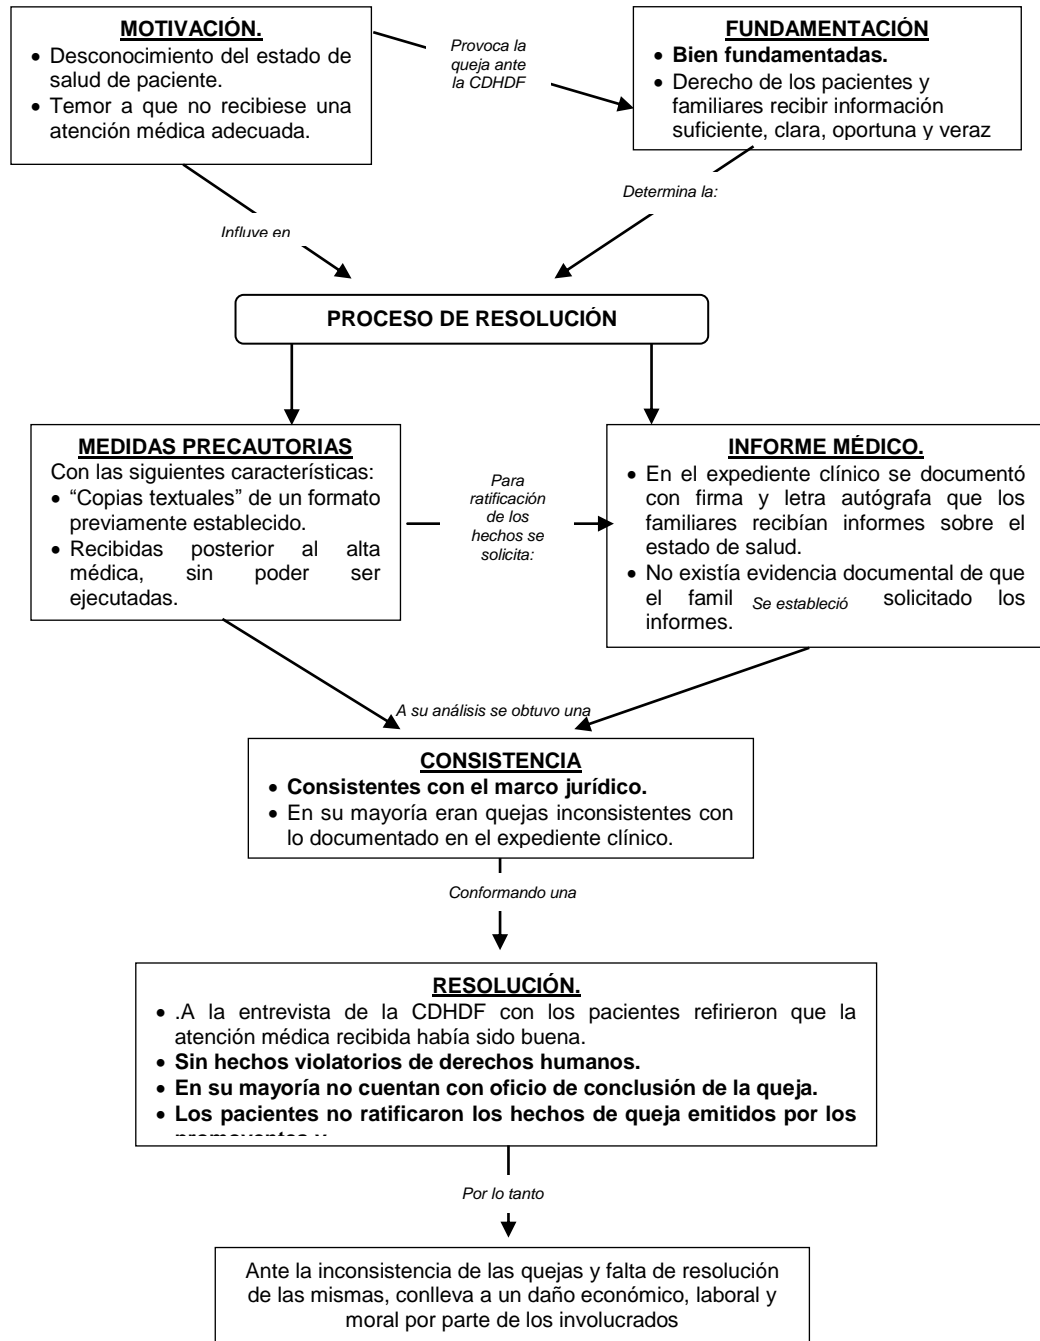 MOTIVACIÓN.
• Desconocimiento del estado de
salud de paciente.
• Temor a que no recibiese una
atención médica adecuada.
Provoca la
queja ante
la CDHDF
FUNDAMENTACIÓN
• Bien fundamentadas.
• Derecho de los pacientes y
familiares recibir información
suficiente, clara, oportuna y veraz
Influye en
Determina la:
PROCESO DE RESOLUCIÓN
MEDIDAS PRECAUTORIAS
Con las siguientes características:
• “Copias textuales” de un formato
previamente establecido.
• Recibidas posterior al alta
médica, sin poder ser
ejecutadas.
Para
ratificación
de los
hechos se
solicita:
INFORME MÉDICO.
• En el expediente clínico se documentó
con firma y letra autógrafa que los
familiares recibían informes sobre el
estado de salud.
• No existía evidencia documental de que
el famil Se estableció solicitado los
informes.
A su análisis se obtuvo una
CONSISTENCIA
• Consistentes con el marco jurídico.
• En su mayoría eran quejas inconsistentes con
lo documentado en el expediente clínico.
Conformando una
RESOLUCIÓN.
• .A la entrevista de la CDHDF con los pacientes refirieron que la
atención médica recibida había sido buena.
• Sin hechos violatorios de derechos humanos.
• En su mayoría no cuentan con oficio de conclusión de la queja.
• Los pacientes no ratificaron los hechos de queja emitidos por los
Por lo tanto
Ante la inconsistencia de las quejas y falta de resolución
de las mismas, conlleva a un daño económico, laboral y
moral por parte de los involucrados